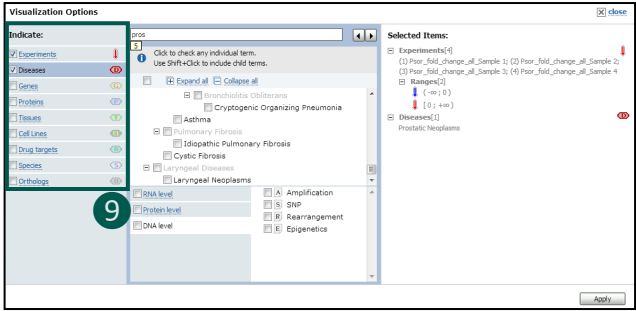 Visualization Options
close
Indicate:
Experiments
Diseases
D
Genes
G
Proteins
P
Tissues
T
Cell Lines
Drug targets
Species
S
Orthologs
9
pros
5
Click to check any individual term.
Use Shift+Click to include child terms.
Expand all Collapse all
Bronchiolitis Obliterans
Cryptogenic Organizing Pneumonia
Asthma
Pulmonary Fibrosis
Idiopathic Pulmonary Fibrosis
Cystic Fibrosis
Laryngeal Diseases
Laryngeal Neoplasms
RNA level
Protein level
DNA level
A Amplification
S SNP
R Rearrangement
E Epigenetics
Selected Items:
Experiments[4]
(1) Psor_fold_change_all_Sample 1; (2) Psor_fold_change_all_Sample 2;
(3) Psor_fold_change_all_Sample 3; (4) Psor_fold_change_all_Sample 4
Ranges[2]
(-∞ ; 0 )
[ 0 ; +∞)
Diseases[1]
D
Prostatic Neoplasms
Apply